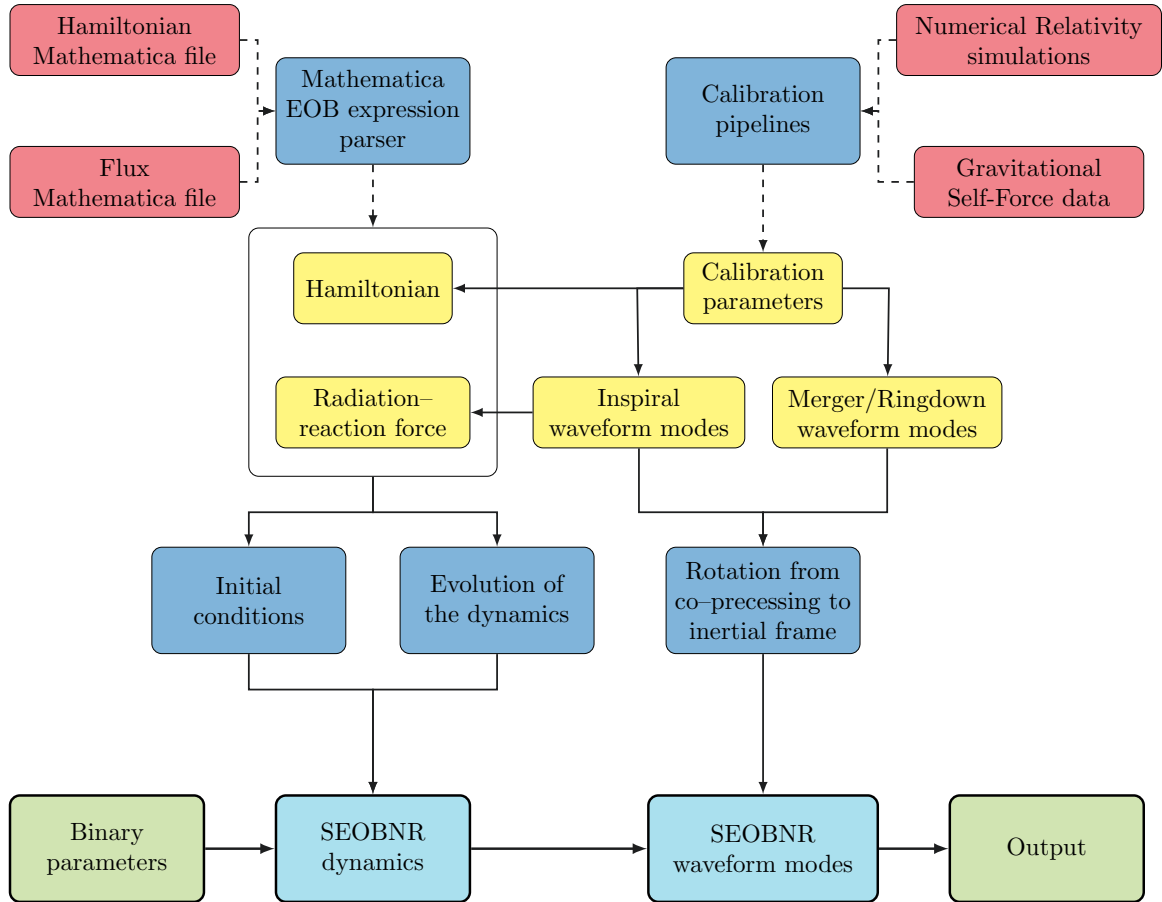 Hamiltonian
Mathematica file
Numerical Relativity
simulations
Mathematica
EOB expression
parser
Calibration
pipelines
Flux
Mathematica file
Gravitational
Self-Force data
Hamiltonian
Calibration
parameters
Radiation–
reaction force
Inspiral
waveform modes
Merger/Ringdown
waveform modes
Initial
conditions
Evolution of
the dynamics
Rotation from
co–precessing to
inertial frame
Binary
parameters
SEOBNR
dynamics
SEOBNR
waveform modes
Output